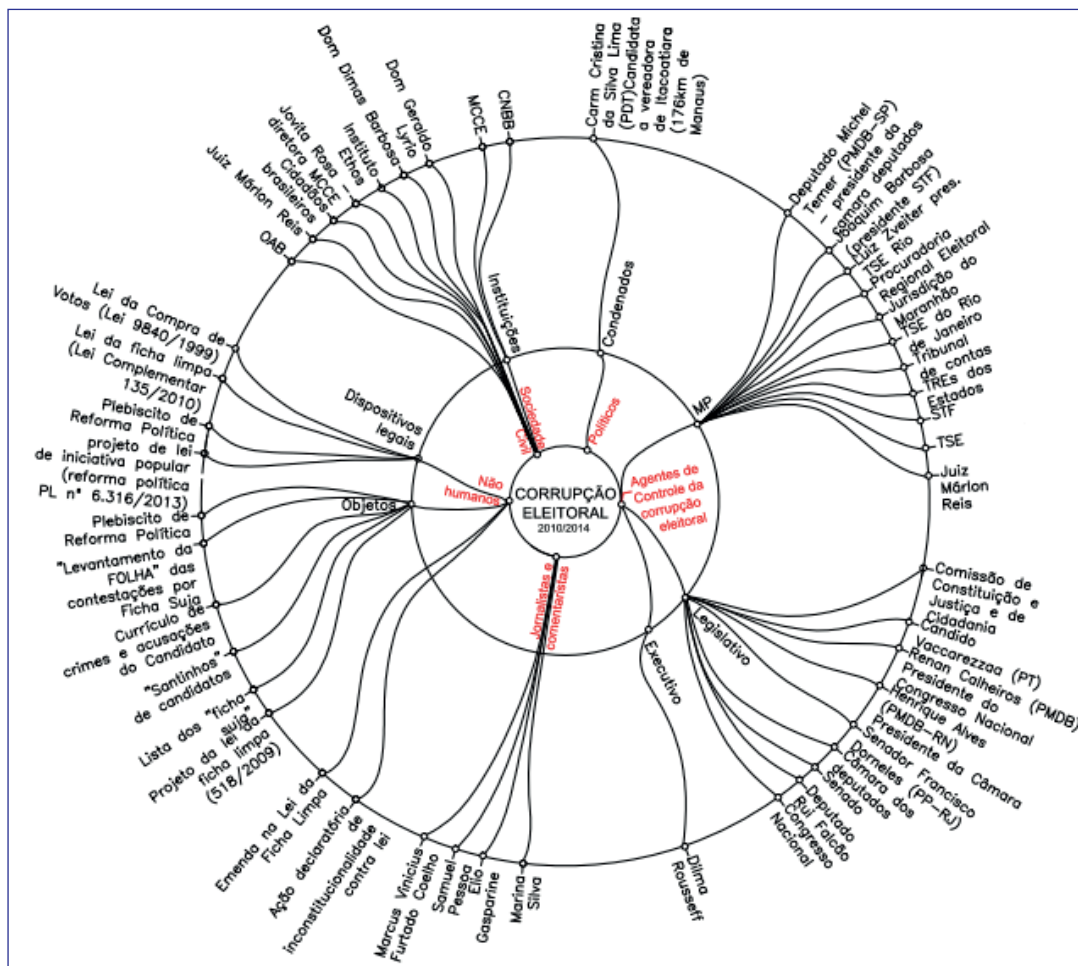 CORRUPÇÃO
ELEITORAL
2010/2014
Sociedade
Civil
Instituições
OAB
Juiz Márlon Reis
Cidadãos
brasileiros
Jovita Rosa –
diretora MCCE
Instituto
Ethos
Dom Dimas Barbosa
Dom Geraldo
Lyrio
MCCE
CNBB
Políticos
Condenados
Carm Cristina
da Silva Lima
(PDT)Candidata
a vereadora
de Itacoatiara
(176km de
Manaus)
Agentes de
Controle da
corrupção
eleitoral
MP
Deputado Michel
Temer (PMDB-SP)
– presidente da
camara deputados
Joaquim Barbosa
(presidente STF)
Luiz Zveiter pres.
TSE Rio
Procuradoria
Regional Eleitoral
Jurisdição do
Maranhão
TSE do Rio
de Janeiro
Tribunal
de contas
TREs dos
Estados
STF
TSE
Juiz
Márlon
Reis
Legislativo
Comissão de
Constituição e
Justiça e de
Cidadania
Candido
Vaccarezzaa (PT)
Renan Calheiros (PMDB)
Presidente do
Congresso Nacional
Henrique Alves
(PMDB-RN)
Presidente da Câmara
Senador Francisco
Dorneles (PP-RJ)
Câmara dos
deputados
Senado
Deputado
Rui Falcão
Congresso
Nacional
Executivo
Dilma
Rousseff
Jornalistas e
comentaristas
Marina
Silva
Elio
Gasparine
Samuel
Pessoa
Marcus Vinicius
Furtado Coelho
Não
humanos
Ação declaratória
de
inconstitucionalidade
contra lei
Emenda na Lei da
Ficha Limpa
Objetos
Projeto da lei da
ficha limpa
(518/2009)
Lista dos "ficha
suja"
"Santinhos"
de candidatos
Currículo de
crimes e acusações
do Candidato
"Levantamento da
FOLHA" das
contestações por
Ficha Suja
Plebiscito de
Reforma Política
Dispositivos
legais
projeto de lei
de iniciativa popular
(reforma política
PL n° 6.316/2013)
Plebiscito de
Reforma Política
Lei da ficha limpa
(Lei Complementar
135/2010)
Lei da Compra de
Votos (Lei 9840/1999)